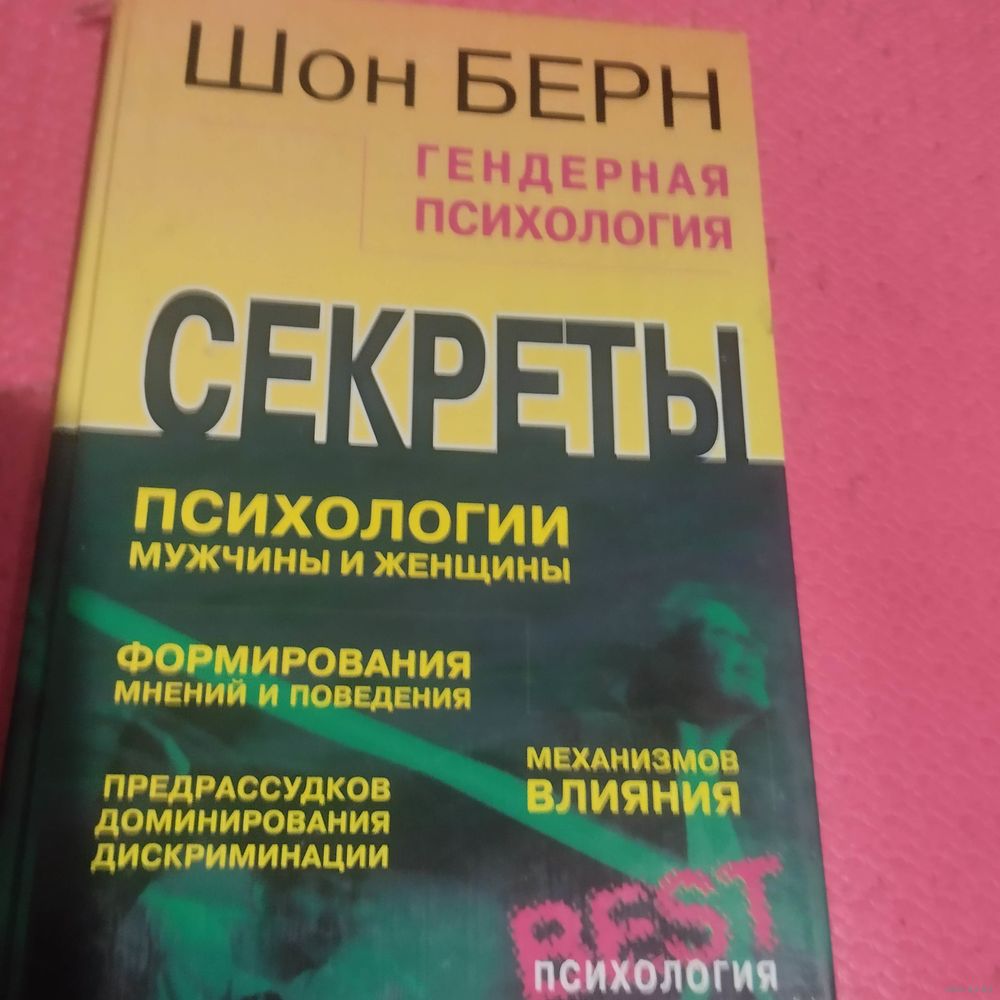 Шон БЕРН
ГЕНДЕРНАЯ
ПСИХОЛОГИЯ
СЕКРЕТЫ
ПСИХОЛОГИИ
МУЖЧИНЫ И ЖЕНЩИНЫ
ФОРМИРОВАНИЯ
МНЕНИЙ И ПОВЕДЕНИЯ
МЕХАНИЗМОВ
ВЛИЯНИЯ
ПРЕДРАССУДКОВ
ДОМИНИРОВАНИЯ
ДИСКРИМИНАЦИИ
BEST
ПСИХОЛОГИЯ